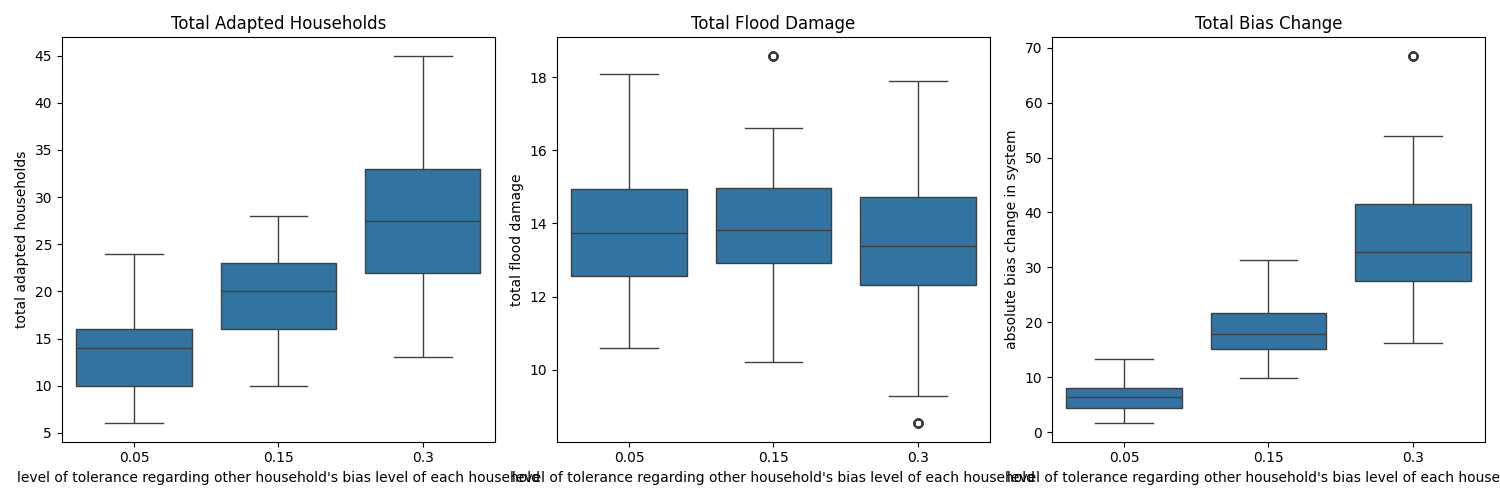 Total Adapted Households
total adapted households
45
40
35
30
25
20
15
10
5
0.05 0.15 0.3
level of tolerance regarding other household's bias level of each household
Total Flood Damage
total flood damage
18
16
14
12
10
0.05 0.15 0.3
level of tolerance regarding other household's bias level of each household
Total Bias Change
absolute bias change in system
70
60
50
40
30
20
10
0
0.05 0.15 0.3
level of tolerance regarding other household's bias level of each house